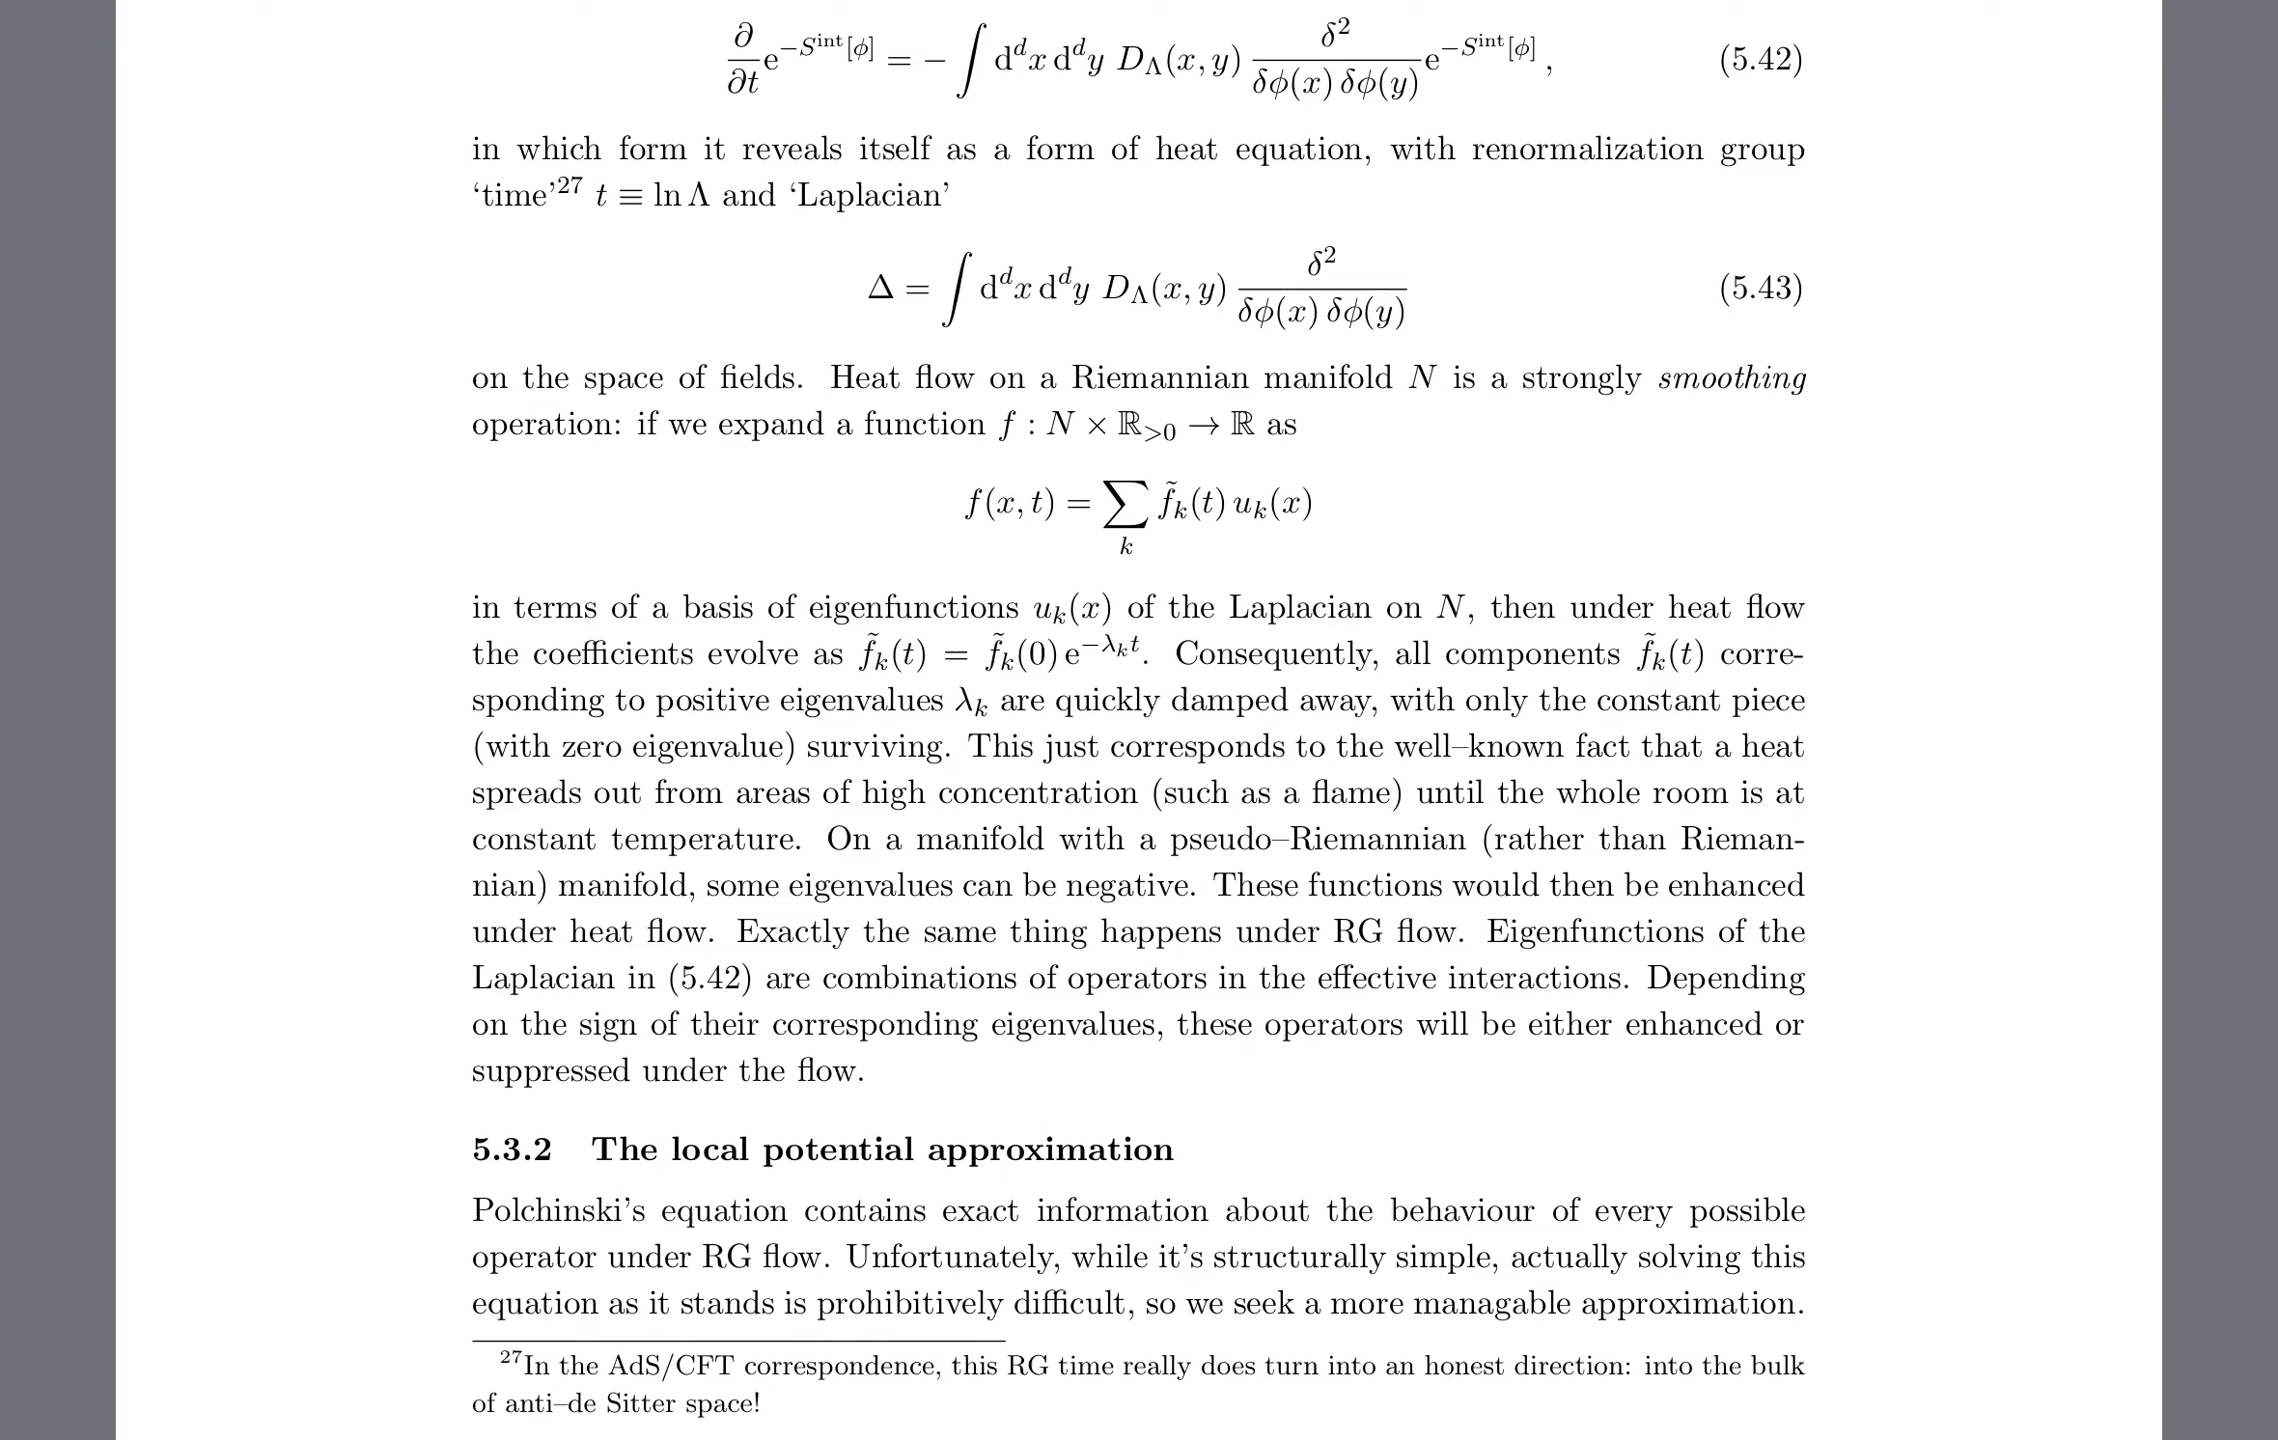 ∂/∂t e^{−S^{int}[ϕ]} = − ∫ d^d x d^d y D_Λ(x, y) δ²/(δϕ(x) δϕ(y)) e^{−S^{int}[ϕ]} , (5.42)
in which form it reveals itself as a form of heat equation, with renormalization group
‘time’²⁷ t ≡ ln Λ and ‘Laplacian’
Δ = ∫ d^d x d^d y D_Λ(x, y) δ²/(δϕ(x) δϕ(y)) (5.43)
on the space of fields. Heat flow on a Riemannian manifold N is a strongly smoothing
operation: if we expand a function f : N × ℝ_{>0} → ℝ as
f(x, t) = ∑_k f̃_k(t) u_k(x)
in terms of a basis of eigenfunctions u_k(x) of the Laplacian on N, then under heat flow
the coefficients evolve as f̃_k(t) = f̃_k(0) e^{−λ_k t}. Consequently, all components f̃_k(t) corre-
sponding to positive eigenvalues λ_k are quickly damped away, with only the constant piece
(with zero eigenvalue) surviving. This just corresponds to the well–known fact that a heat
spreads out from areas of high concentration (such as a flame) until the whole room is at
constant temperature. On a manifold with a pseudo–Riemannian (rather than Rieman-
nian) manifold, some eigenvalues can be negative. These functions would then be enhanced
under heat flow. Exactly the same thing happens under RG flow. Eigenfunctions of the
Laplacian in (5.42) are combinations of operators in the effective interactions. Depending
on the sign of their corresponding eigenvalues, these operators will be either enhanced or
suppressed under the flow.
5.3.2 The local potential approximation
Polchinski’s equation contains exact information about the behaviour of every possible
operator under RG flow. Unfortunately, while it’s structurally simple, actually solving this
equation as it stands is prohibitively difficult, so we seek a more managable approximation.
²⁷In the AdS/CFT correspondence, this RG time really does turn into an honest direction: into the bulk
of anti–de Sitter space!